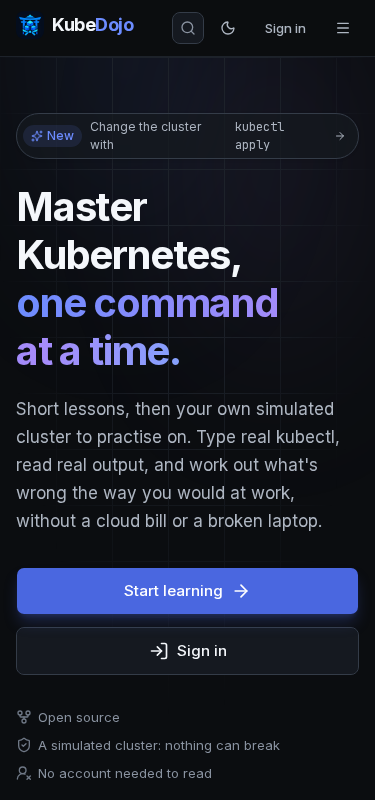 KubeDojo
Sign in
New
Change the cluster
with
kubectl
apply
Master
Kubernetes,
one command
at a time.
Short lessons, then your own simulated
cluster to practise on. Type real kubectl,
read real output, and work out what's
wrong the way you would at work,
without a cloud bill or a broken laptop.
Start learning
Sign in
Open source
A simulated cluster: nothing can break
No account needed to read